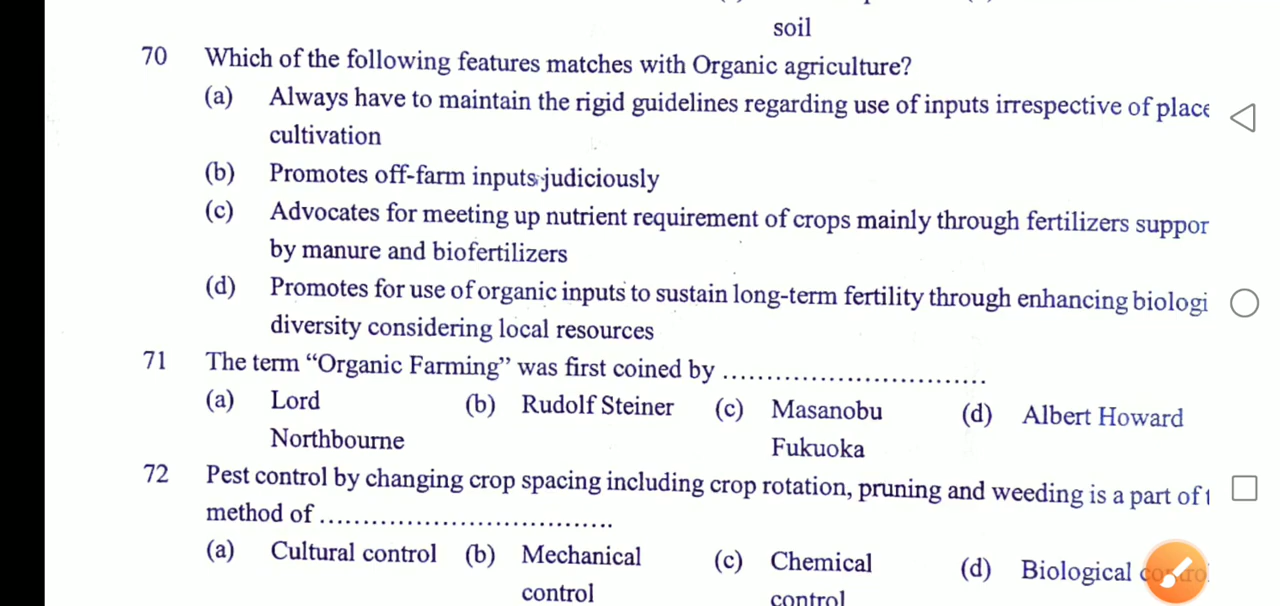 soil
70 Which of the following features matches with Organic agriculture?
(a) Always have to maintain the rigid guidelines regarding use of inputs irrespective of place
cultivation
(b) Promotes off-farm inputs judiciously
(c) Advocates for meeting up nutrient requirement of crops mainly through fertilizers suppor
by manure and biofertilizers
(d) Promotes for use of organic inputs to sustain long-term fertility through enhancing biologi
diversity considering local resources
71 The term “Organic Farming” was first coined by ..............................
(a) Lord (b) Rudolf Steiner (c) Masanobu (d) Albert Howard
Northbourne Fukuoka
72 Pest control by changing crop spacing including crop rotation, pruning and weeding is a part of
method of .................................
(a) Cultural control (b) Mechanical (c) Chemical (d) Biological
control control